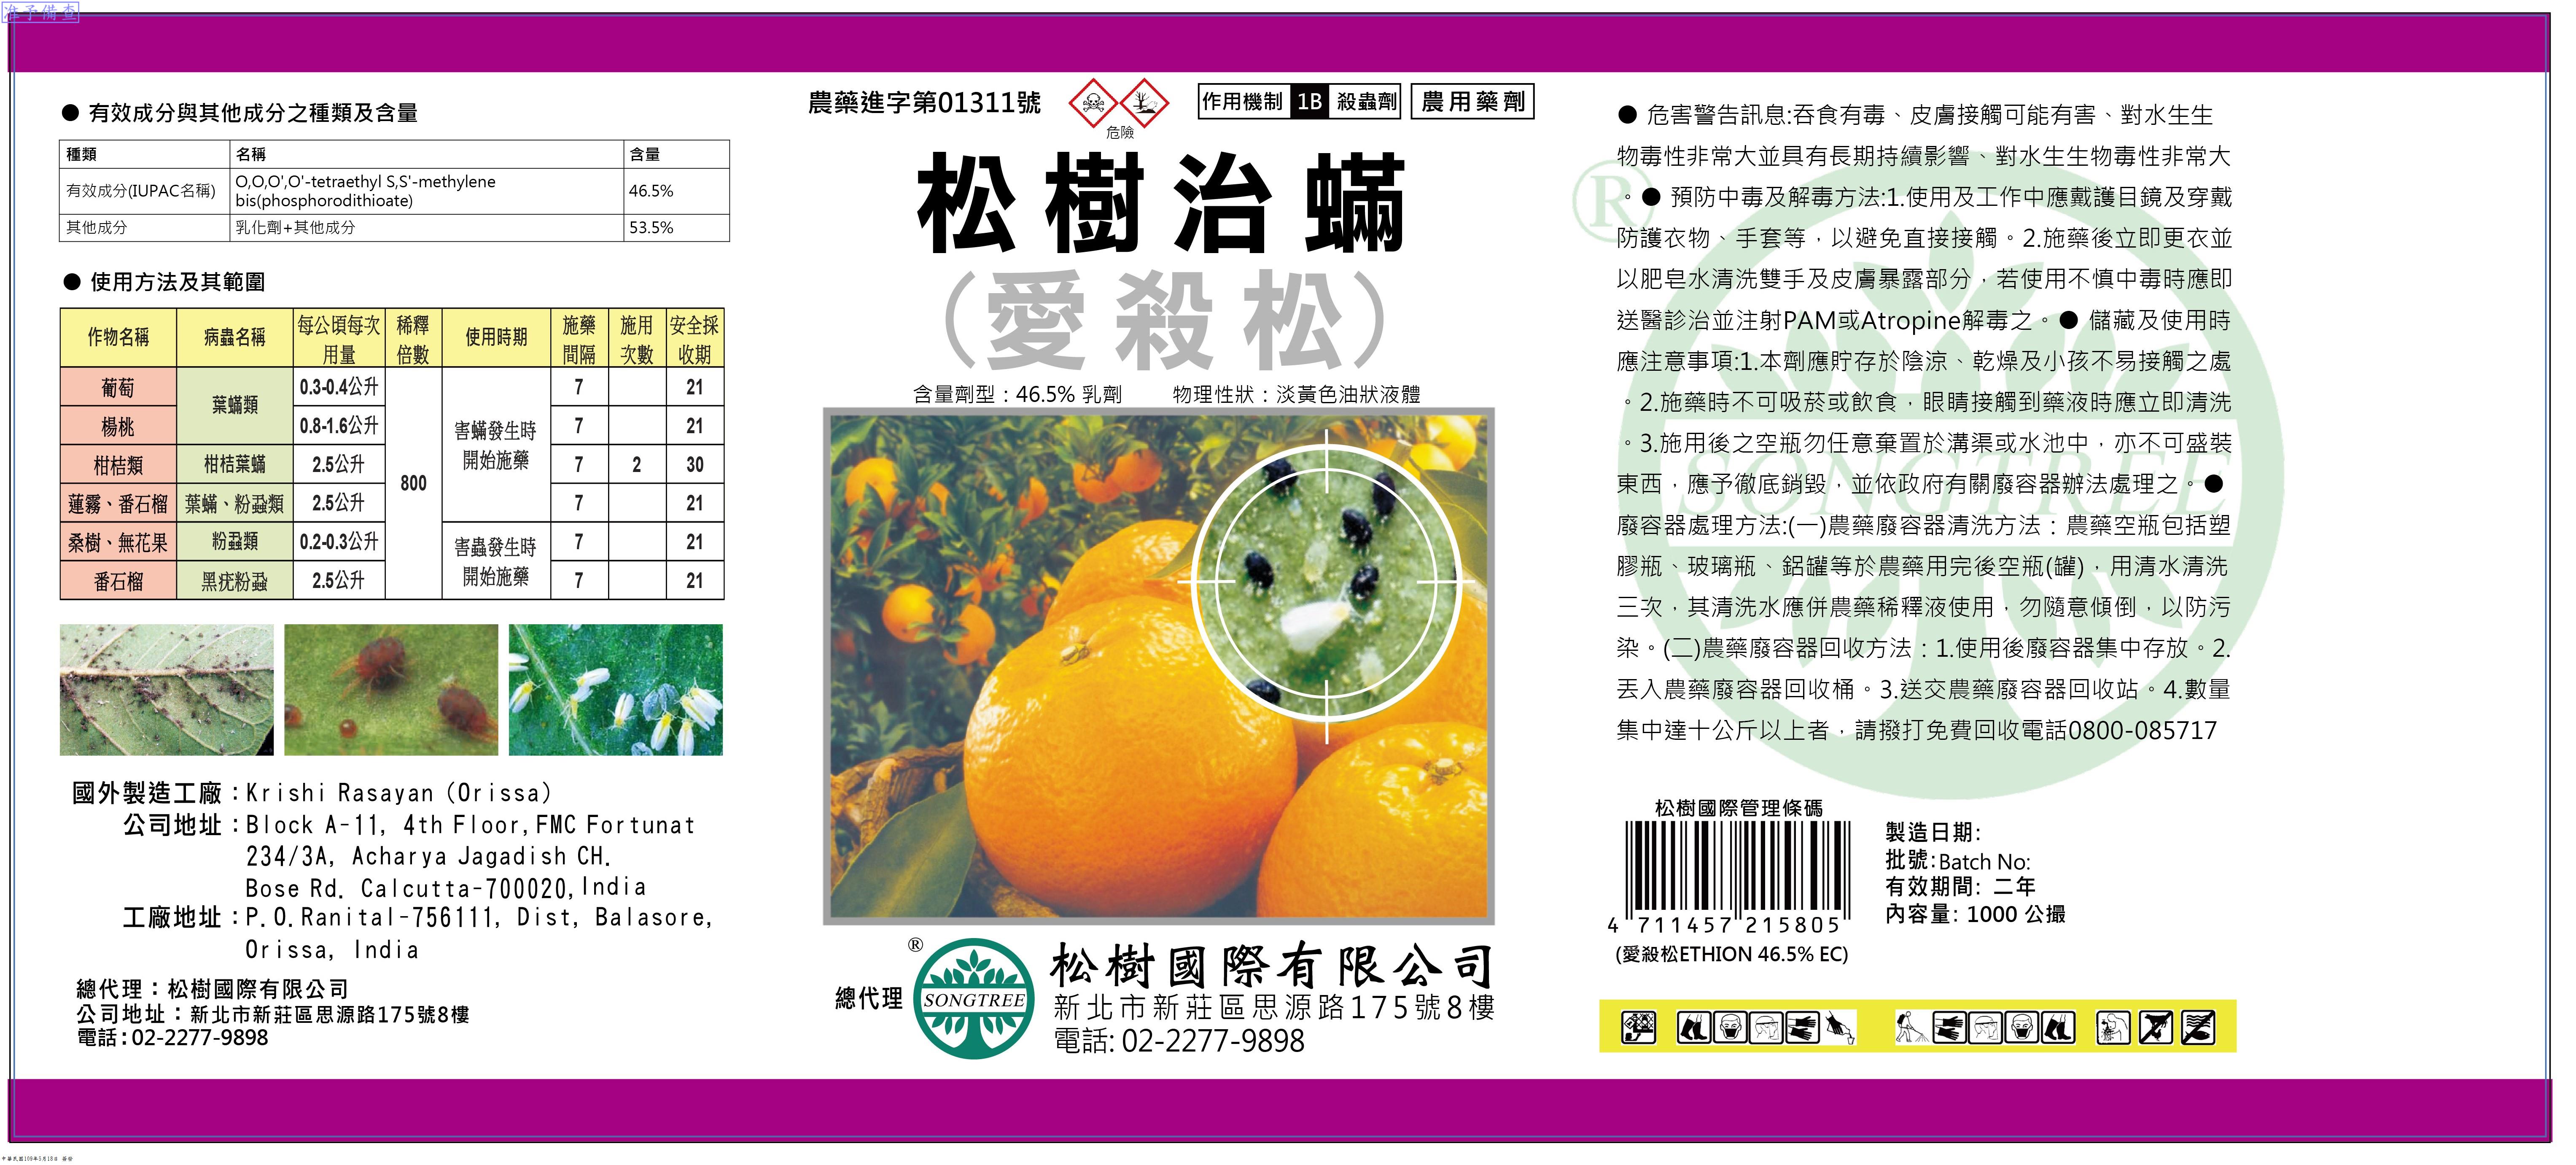 准予備查
● 有效成分與其他成分之種類及含量
種類 名稱 含量
有效成分(IUPAC名稱) O,O,O',O'-tetraethyl S,S'-methylene bis(phosphorodithioate) 46.5%
其他成分 乳化劑+其他成分 53.5%
● 使用方法及其範圍
作物名稱 病蟲名稱 每公頃每次用量 稀釋倍數 使用時期 施藥間隔 施用次數 安全採收期
葡萄 葉蟎類 0.3-0.4公升 800 害蟎發生時開始施藥 7 2 21
楊桃 0.8-1.6公升 7 21
柑桔類 柑桔葉蟎 2.5公升 7 30
蓮霧、番石榴 葉蟎、粉蝨類 2.5公升 7 21
桑樹、無花果 粉蝨類 0.2-0.3公升 害蟲發生時開始施藥 7 21
番石榴 黑疣粉蝨 2.5公升 7 21
國外製造工廠：Krishi Rasayan (Orissa)
公司地址：Block A-11, 4th Floor,FMC Fortunat
234/3A, Acharya Jagadish CH.
Bose Rd. Calcutta-700020,India
工廠地址：P.O.Ranital-756111, Dist, Balasore,
Orissa, India
總代理：松樹國際有限公司
公司地址：新北市新莊區思源路175號8樓
電話:02-2277-9898
農藥進字第01311號
危險
作用機制 1B 殺蟲劑 農用藥劑
松樹治蟎
(愛殺松)
含量劑型：46.5% 乳劑 物理性狀：淡黃色油狀液體
總代理
®
SONGTREE
松樹國際有限公司
新北市新莊區思源路175號8樓
電話: 02-2277-9898
®
SONGTREE
● 危害警告訊息:吞食有毒、皮膚接觸可能有害、對水生生
物毒性非常大並具有長期持續影響、對水生生物毒性非常大
。● 預防中毒及解毒方法:1.使用及工作中應戴護目鏡及穿戴
防護衣物、手套等，以避免直接接觸。2.施藥後立即更衣並
以肥皂水清洗雙手及皮膚暴露部分，若使用不慎中毒時應即
送醫診治並注射PAM或Atropine解毒之。● 儲藏及使用時
應注意事項:1.本劑應貯存於陰涼、乾燥及小孩不易接觸之處
。2.施藥時不可吸菸或飲食，眼睛接觸到藥液時應立即清洗
。3.施用後之空瓶勿任意棄置於溝渠或水池中，亦不可盛裝
東西，應予徹底銷毀，並依政府有關廢容器辦法處理之。●
廢容器處理方法:(一)農藥廢容器清洗方法：農藥空瓶包括塑
膠瓶、玻璃瓶、鋁罐等於農藥用完後空瓶(罐)，用清水清洗
三次，其清洗水應併農藥稀釋液使用，勿隨意傾倒，以防污
染。(二)農藥廢容器回收方法：1.使用後廢容器集中存放。2.
丟入農藥廢容器回收桶。3.送交農藥廢容器回收站。4.數量
集中達十公斤以上者，請撥打免費回收電話0800-085717
松樹國際管理條碼
4 711457 215805
(愛殺松ETHION 46.5% EC)
製造日期:
批號:Batch No:
有效期間: 二年
內容量: 1000 公撮